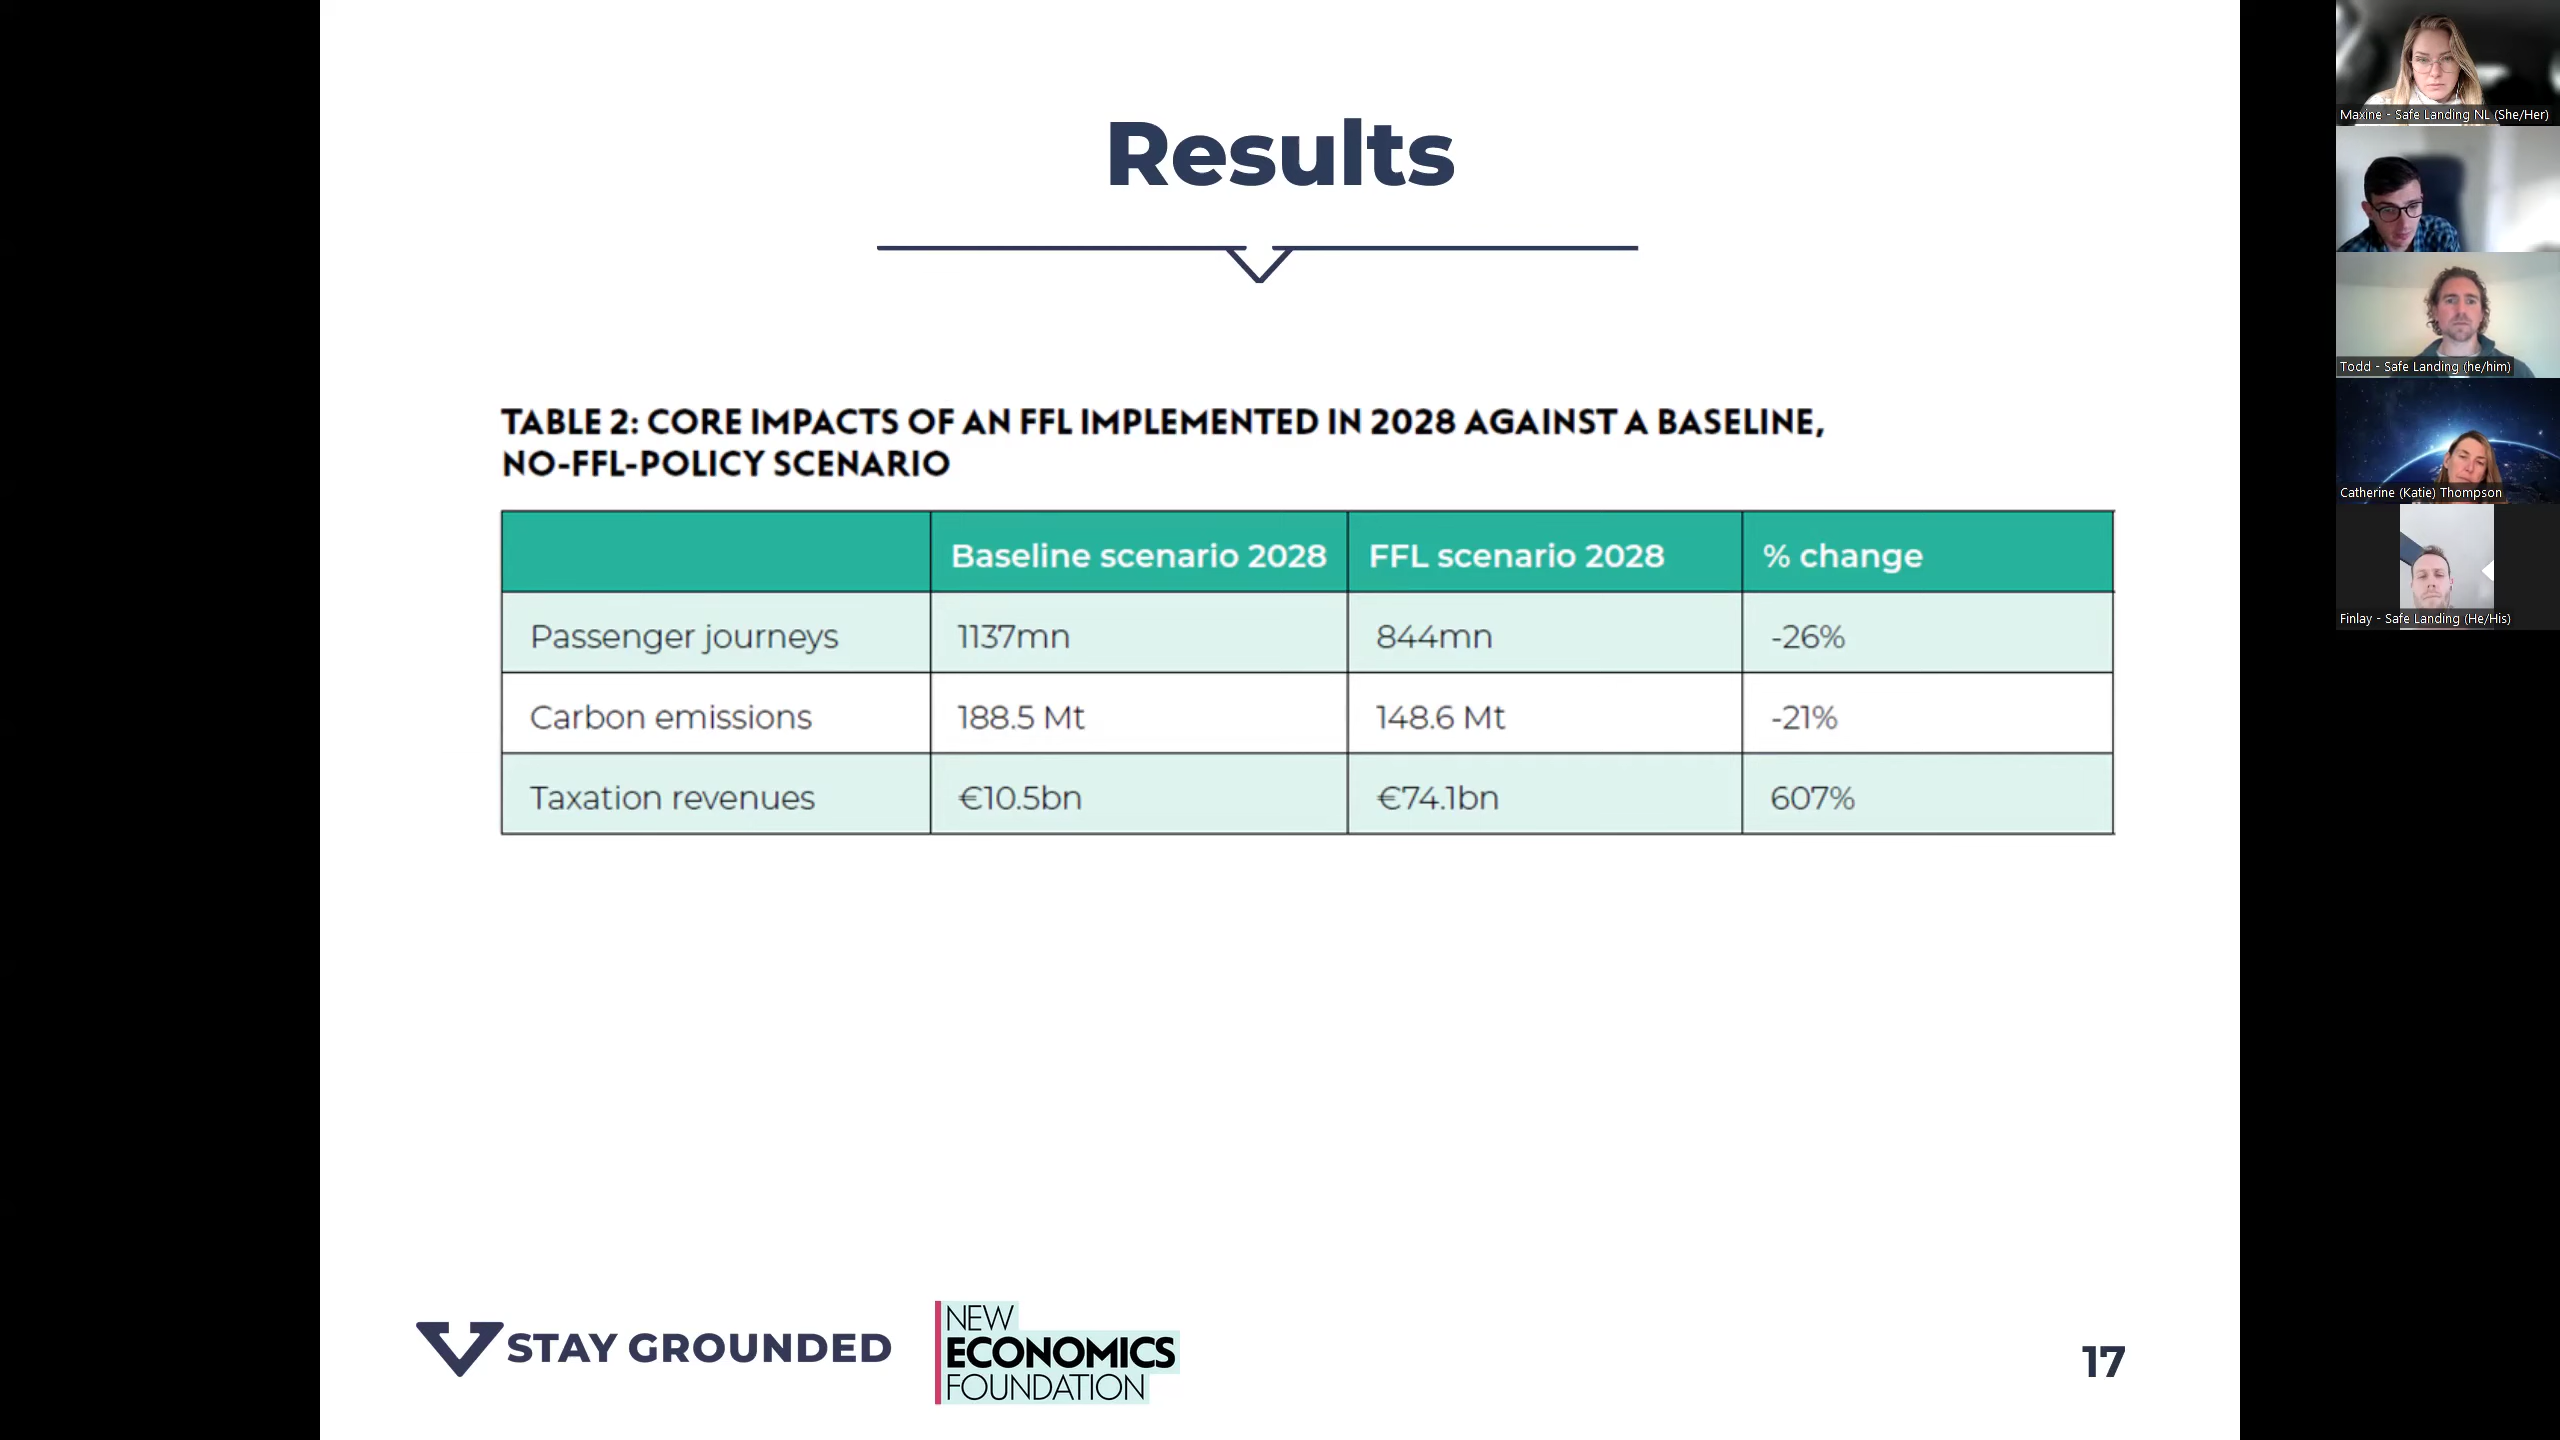 Results
TABLE 2: CORE IMPACTS OF AN FFL IMPLEMENTED IN 2028 AGAINST A BASELINE,
NO-FFL-POLICY SCENARIO
Baseline scenario 2028 FFL scenario 2028 % change
Passenger journeys 1137mn 844mn -26%
Carbon emissions 188.5 Mt 148.6 Mt -21%
Taxation revenues €10.5bn €74.1bn 607%
STAY GROUNDED
NEW
ECONOMICS
FOUNDATION
17
Maxine - Safe Landing NL (She/Her)
Todd - Safe Landing (he/him)
Catherine (Katie) Thompson
Finlay - Safe Landing (He/His)